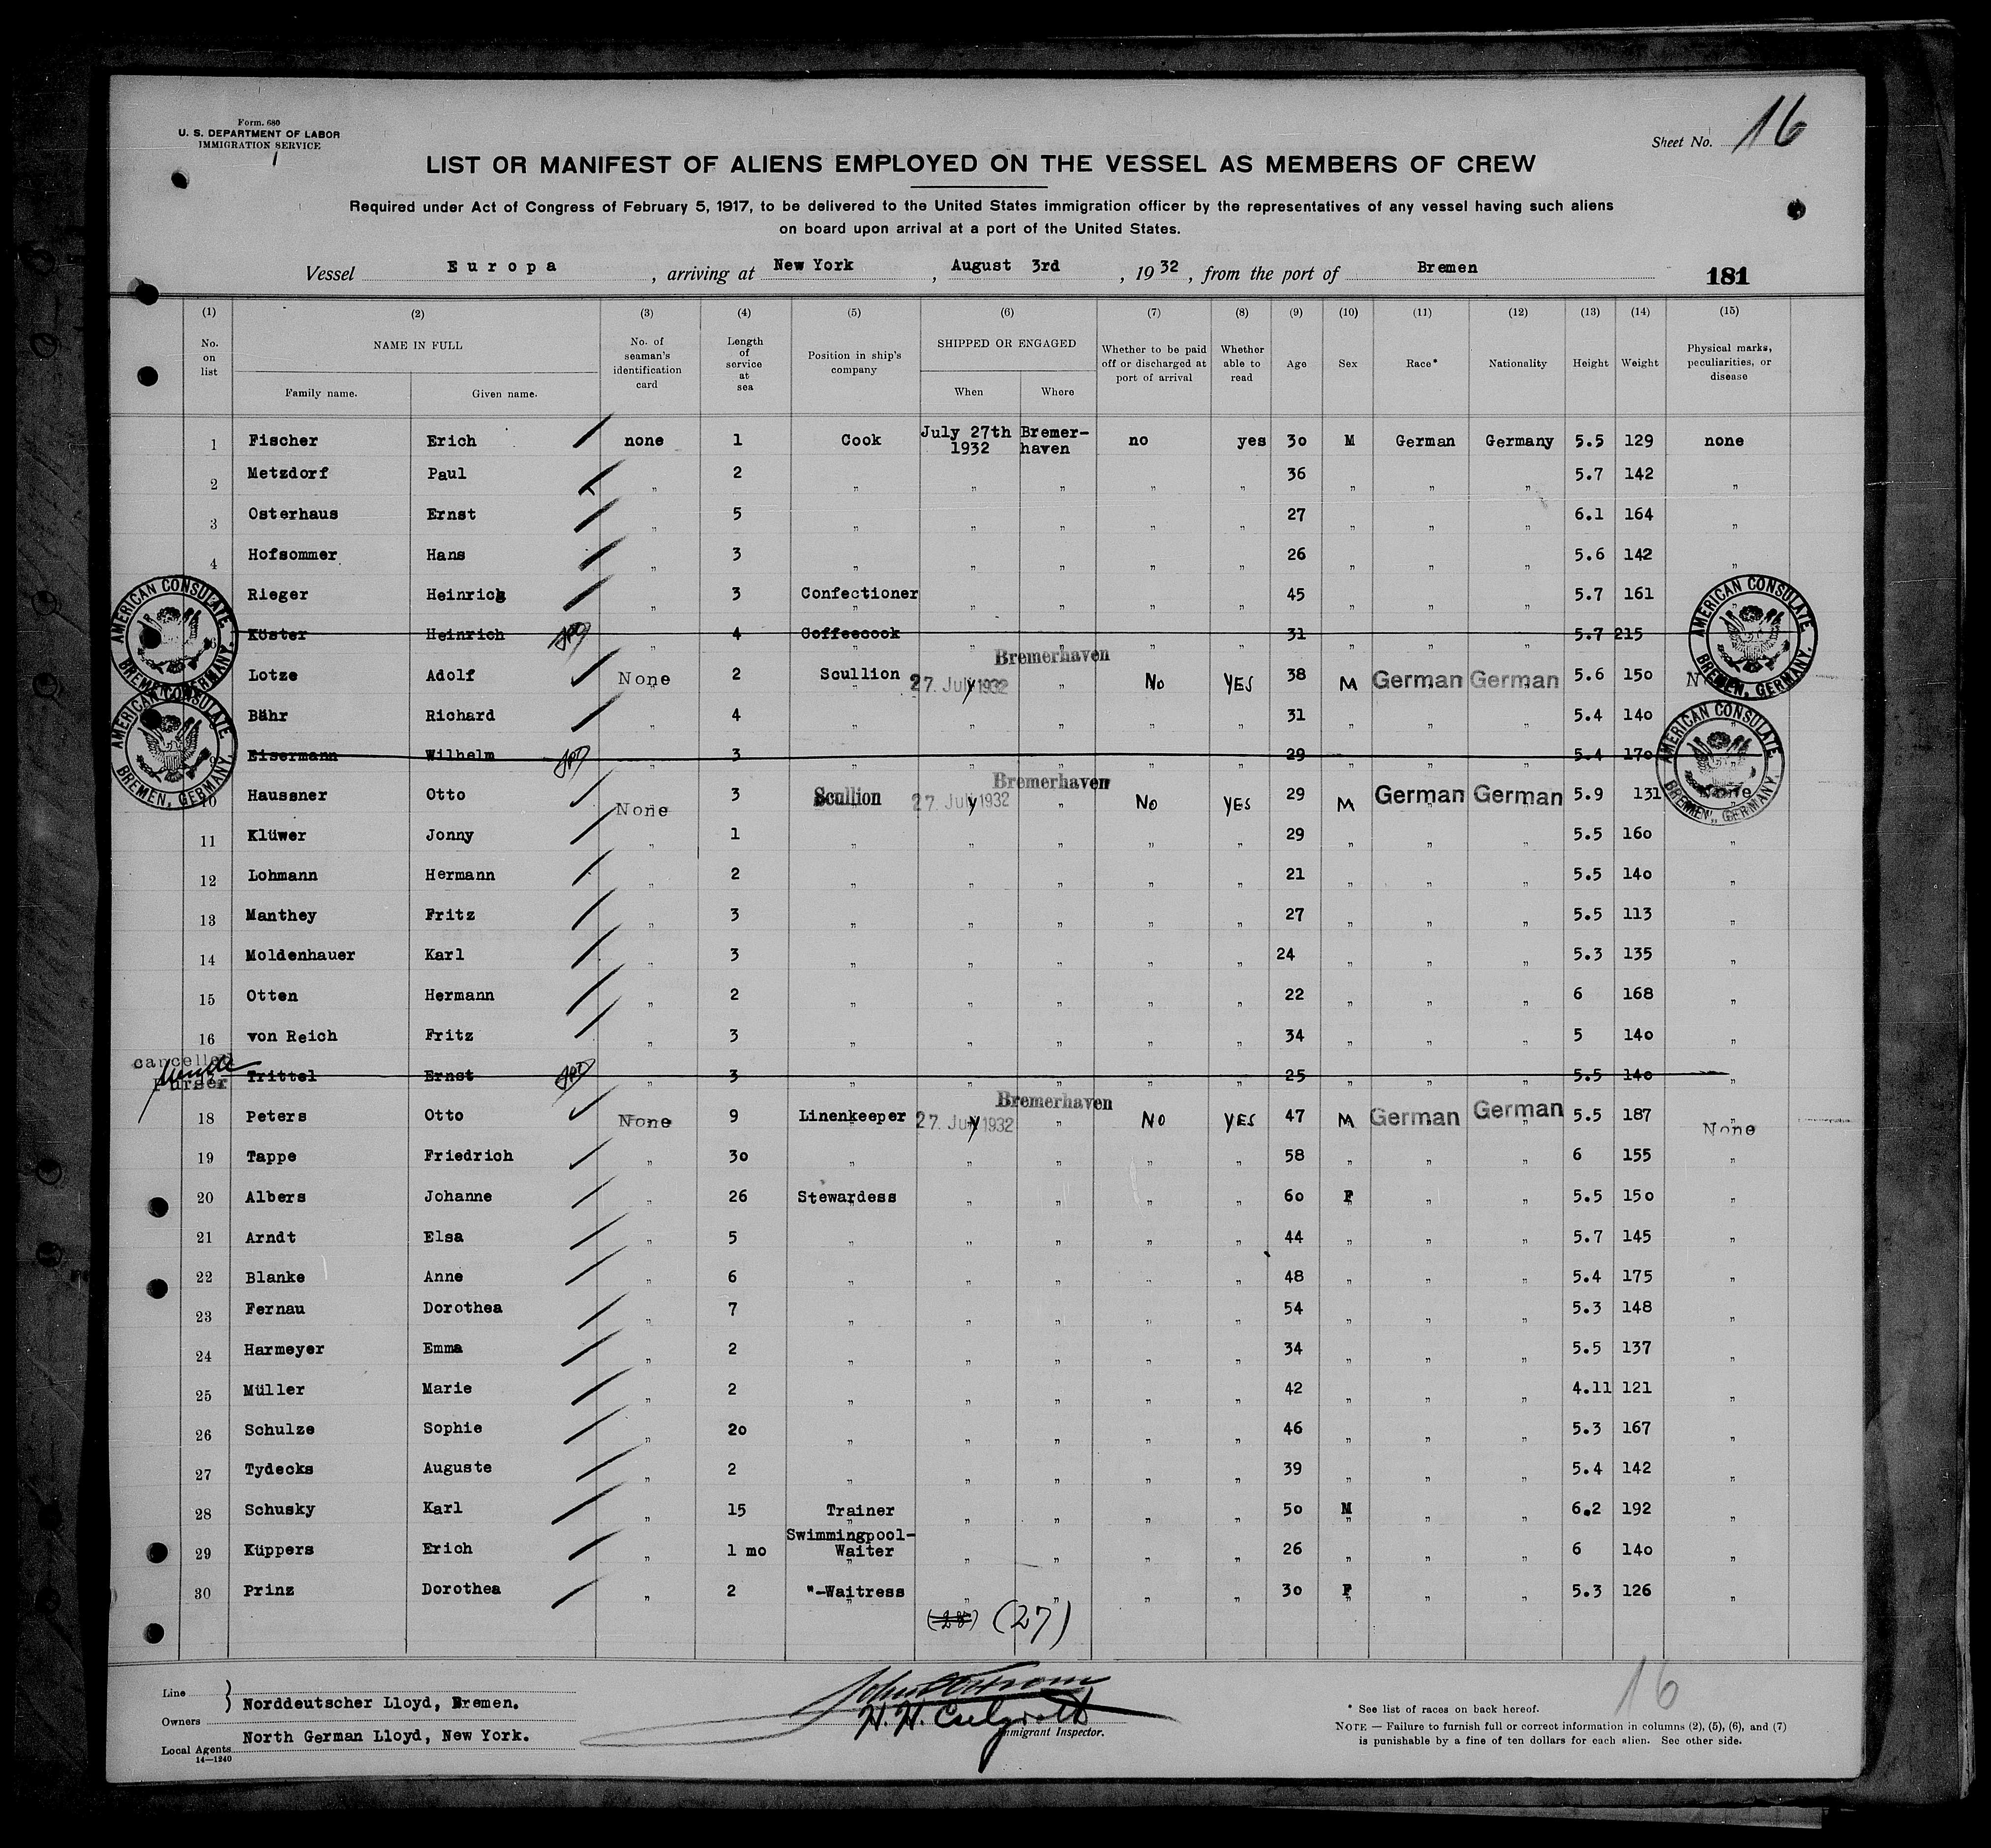 Form. 680
U. S. DEPARTMENT OF LABOR
IMMIGRATION SERVICE
Sheet No. 16
LIST OR MANIFEST OF ALIENS EMPLOYED ON THE VESSEL AS MEMBERS OF CREW
Required under Act of Congress of February 5, 1917, to be delivered to the United States immigration officer by the representatives of any vessel having such aliens
on board upon arrival at a port of the United States.
Vessel Europa , arriving at New York , August 3rd , 1932 , from the port of Bremen 181
(1) (2) (3) (4) (5) (6) (7) (8) (9) (10) (11) (12) (13) (14) (15)
No. on list NAME IN FULL Family name. Given name. No. of seaman's identification card Length of service at sea Position in ship's company SHIPPED OR ENGAGED When Where Whether to be paid off or discharged at port of arrival Whether able to read Age Sex Race* Nationality Height Weight Physical marks, peculiarities, or disease
1 Fischer Erich none 1 Cook July 27th 1932 Bremer-haven no yes 30 M German Germany 5.5 129 none
2 Metzdorf Paul " 2 " " " " " 36 " " " 5.7 142 "
3 Osterhaus Ernst " 5 " " " " " 27 " " " 6.1 164 "
4 Hofsommer Hans " 3 " " " " " 26 " " " 5.6 142 "
Rieger Heinrich " 3 Confectioner " " " " 45 " " " 5.7 161
6 Köster Heinrich " 4 Coffeecook " " " " 31 " " " 5.7 215
Lotze Adolf None 2 Scullion 27. July 1932 Bremerhaven No YES 38 M German German 5.6 150
Bähr Richard " 4 " " " " " 31 " " " 5.4 140
Eisermann Wilhelm " 3 " " " " " 29 " " " 5.4 170
10 Haussner Otto None 3 Scullion 27. July 1932 Bremerhaven No YES 29 M German German 5.9 131 None
11 Klüwer Jonny " 1 " " " " " 29 " " " 5.5 160 "
12 Lohmann Hermann " 2 " " " " " 21 " " " 5.5 140 "
13 Manthey Fritz " 3 " " " " " 27 " " " 5.5 113 "
14 Moldenhauer Karl " 3 " " " " " 24 " " " 5.3 135 "
15 Otten Hermann " 2 " " " " " 22 " " " 6 168 "
16 von Reich Fritz " 3 " " " " " 34 " " " 5 140 "
cancelled
Purser
Trittel Ernst " 3 " " " " " 25 " " " 5.5 140 "
18 Peters Otto None 9 Linenkeeper 27. July 1932 Bremerhaven No YES 47 M German German 5.5 187 None
19 Tappe Friedrich " 30 " " " " " 58 " " " 6 155 "
20 Albers Johanne " 26 Stewardess " " " " 60 F " " 5.5 150 "
21 Arndt Elsa " 5 " " " " " 44 " " " 5.7 145 "
22 Blanke Anne " 6 " " " " " 48 " " " 5.4 175 "
23 Fernau Dorothea " 7 " " " " " 54 " " " 5.3 148 "
24 Harmeyer Emma " 2 " " " " " 34 " " " 5.5 137 "
25 Müller Marie " 2 " " " " " 42 " " " 4.11 121 "
26 Schulze Sophie " 20 " " " " " 46 " " " 5.3 167 "
27 Tydecks Auguste " 2 " " " " " 39 " " " 5.4 142 "
28 Schusky Karl " 15 Trainer " " " " 50 M " " 6.2 192 "
29 Küppers Erich " 1 mo Swimmingpool-Waiter " " " " 26 " " " 6 140 "
30 Prinz Dorothea " 2 "-Waitress " " " " 30 F " " 5.3 126 "
(28) (27)
AMERICAN CONSULATE
BREMEN, GERMANY.
AMERICAN CONSULATE
BREMEN, GERMANY.
AMERICAN CONSULATE
BREMEN, GERMANY.
AMERICAN CONSULATE
BREMEN, GERMANY.
Line
Owners Norddeutscher Lloyd, Bremen.
Local Agents North German Lloyd, New York.
14—1240
Immigrant Inspector.
16
* See list of races on back hereof.
NOTE — Failure to furnish full or correct information in columns (2), (5), (6), and (7)
is punishable by a fine of ten dollars for each alien. See other side.